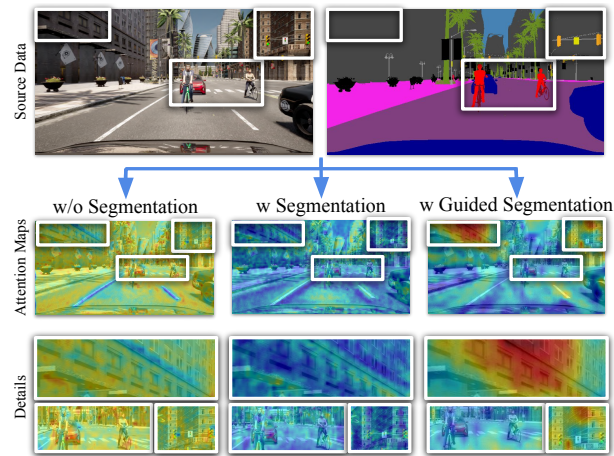 Source Data
w/o Segmentation
w Segmentation
w Guided Segmentation
Attention Maps
Details